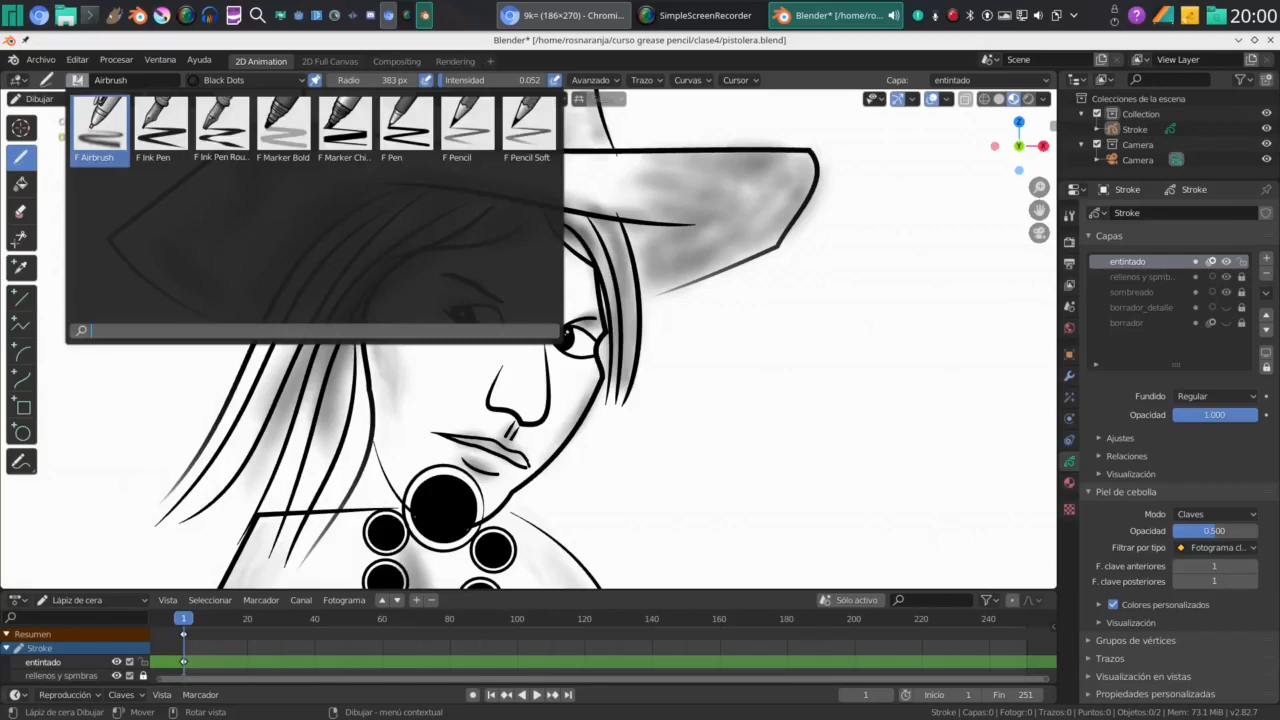 9k= (186×270) - Chromi...
SimpleScreenRecorder
Blender* [/home/ro...
20:00
Blender* [/home/rosnaranja/curso grease pencil/clase4/pistolera.blend]
Archivo Editar Procesar Ventana Ayuda 2D Animation 2D Full Canvas Compositing Rendering
Scene
View Layer
Airbrush Black Dots Radio 383 px Intensidad 0.052 Avanzado Trazo Curvas Cursor Capa: entintado
Dibujar
F Airbrush F Ink Pen F Ink Pen Rou... F Marker Bold F Marker Chi... F Pen F Pencil F Pencil Soft
Z
Y
X
Colecciones de la escena
Collection
Stroke
Camera
Camera
Stroke Stroke
Stroke
Capas
entintado
rellenos y spmb...
sombreado
borrador_detalle
borrador
Fundido Regular
Opacidad 1.000
Ajustes
Relaciones
Visualización
Piel de cebolla
Modo Claves
Opacidad 0.500
Filtrar por tipo Fotograma cl...
F. clave anteriores 1
F. clave posteriores 1
Colores personalizados
Visualización
Grupos de vértices
Trazos
Visualización en vistas
Propiedades personalizadas
Lápiz de cera Vista Seleccionar Marcador Canal Fotograma Sólo activo
1 20 40 60 80 100 120 140 160 180 200 220 240
Resumen
Stroke
entintado
rellenos y spmbras
Reproducción Claves Vista Marcador 1 Inicio 1 Fin 251
Lápiz de cera Dibujar Mover Rotar vista Dibujar - menú contextual
Stroke | Capas:0 | Fotogr:0 | Trazos:0 | Puntos:0 | Objetos:0/2 | Mem: 73.1 MiB | v2.82.7